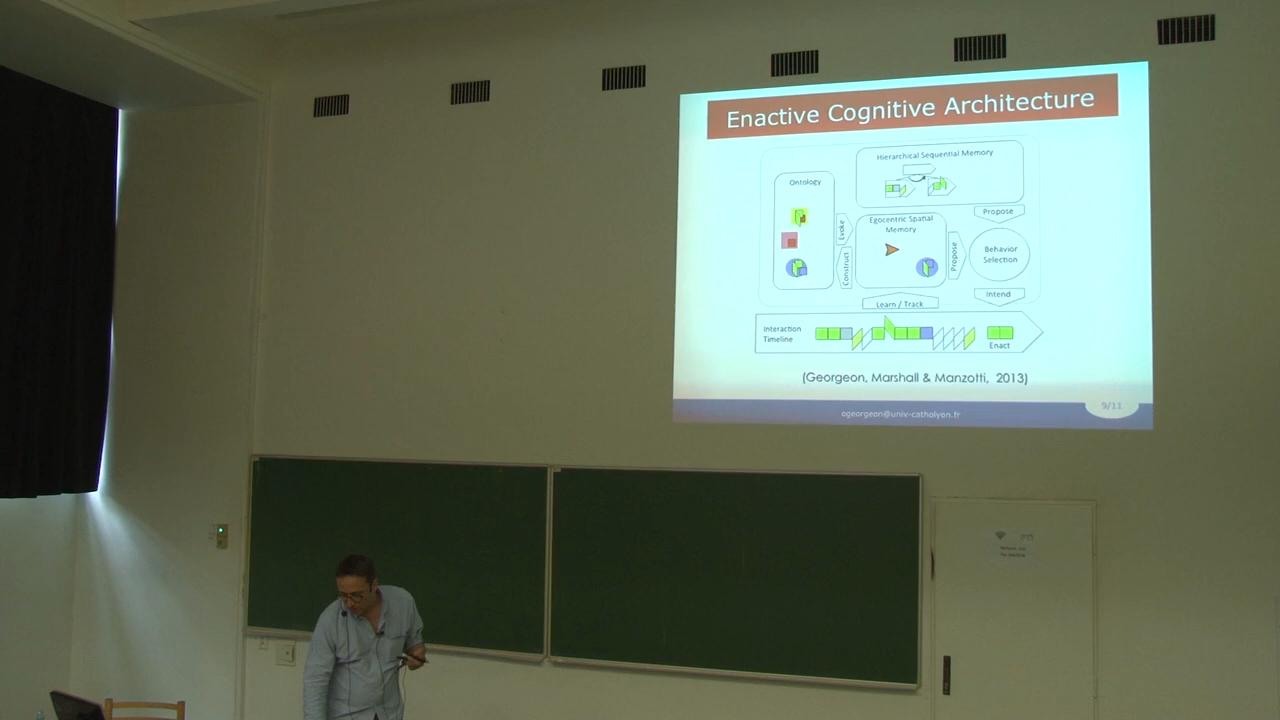 Enactive Cognitive Architecture
Hierarchical Sequential Memory
Ontology
Evoke
Construct
Egocentric Spatial
Memory
Propose
Propose
Behavior
Selection
Intend
Learn / Track
Interaction
Timeline
Enact
(Georgeon, Marshall & Manzotti, 2013)
ogeorgeon@univ-catholyon.fr
9/11